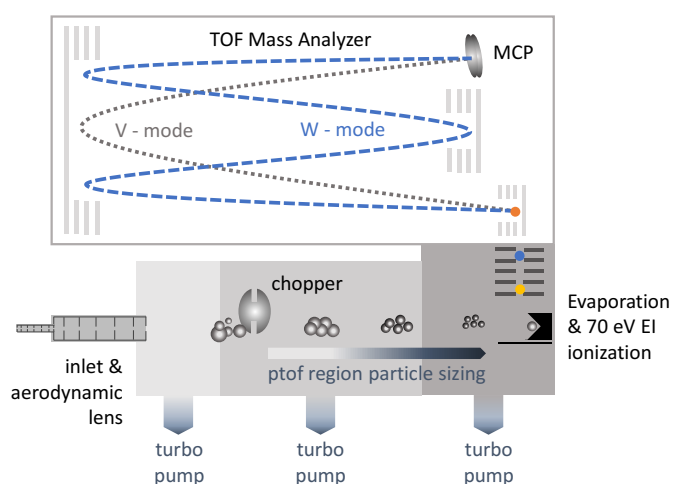 TOF Mass Analyzer
MCP
V - mode
W - mode
chopper
Evaporation
& 70 eV EI
ionization
inlet &
aerodynamic
lens
ptof region particle sizing
turbo
pump
turbo
pump
turbo
pump